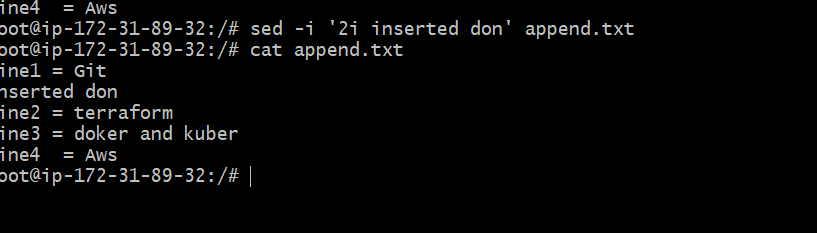 ine4  = Aws
oot@ip-172-31-89-32:/# sed -i '2i inserted don' append.txt
oot@ip-172-31-89-32:/# cat append.txt
ine1 = Git
nserted don
ine2 = terraform
ine3 = doker and kuber
ine4  = Aws
oot@ip-172-31-89-32:/#